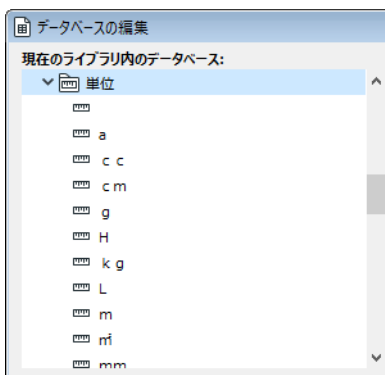 データベースの編集
現在のライブラリ内のデータベース:
単位
a
ｃｃ
ｃｍ
ｇ
H
ｋｇ
L
ｍ
㎡
mm